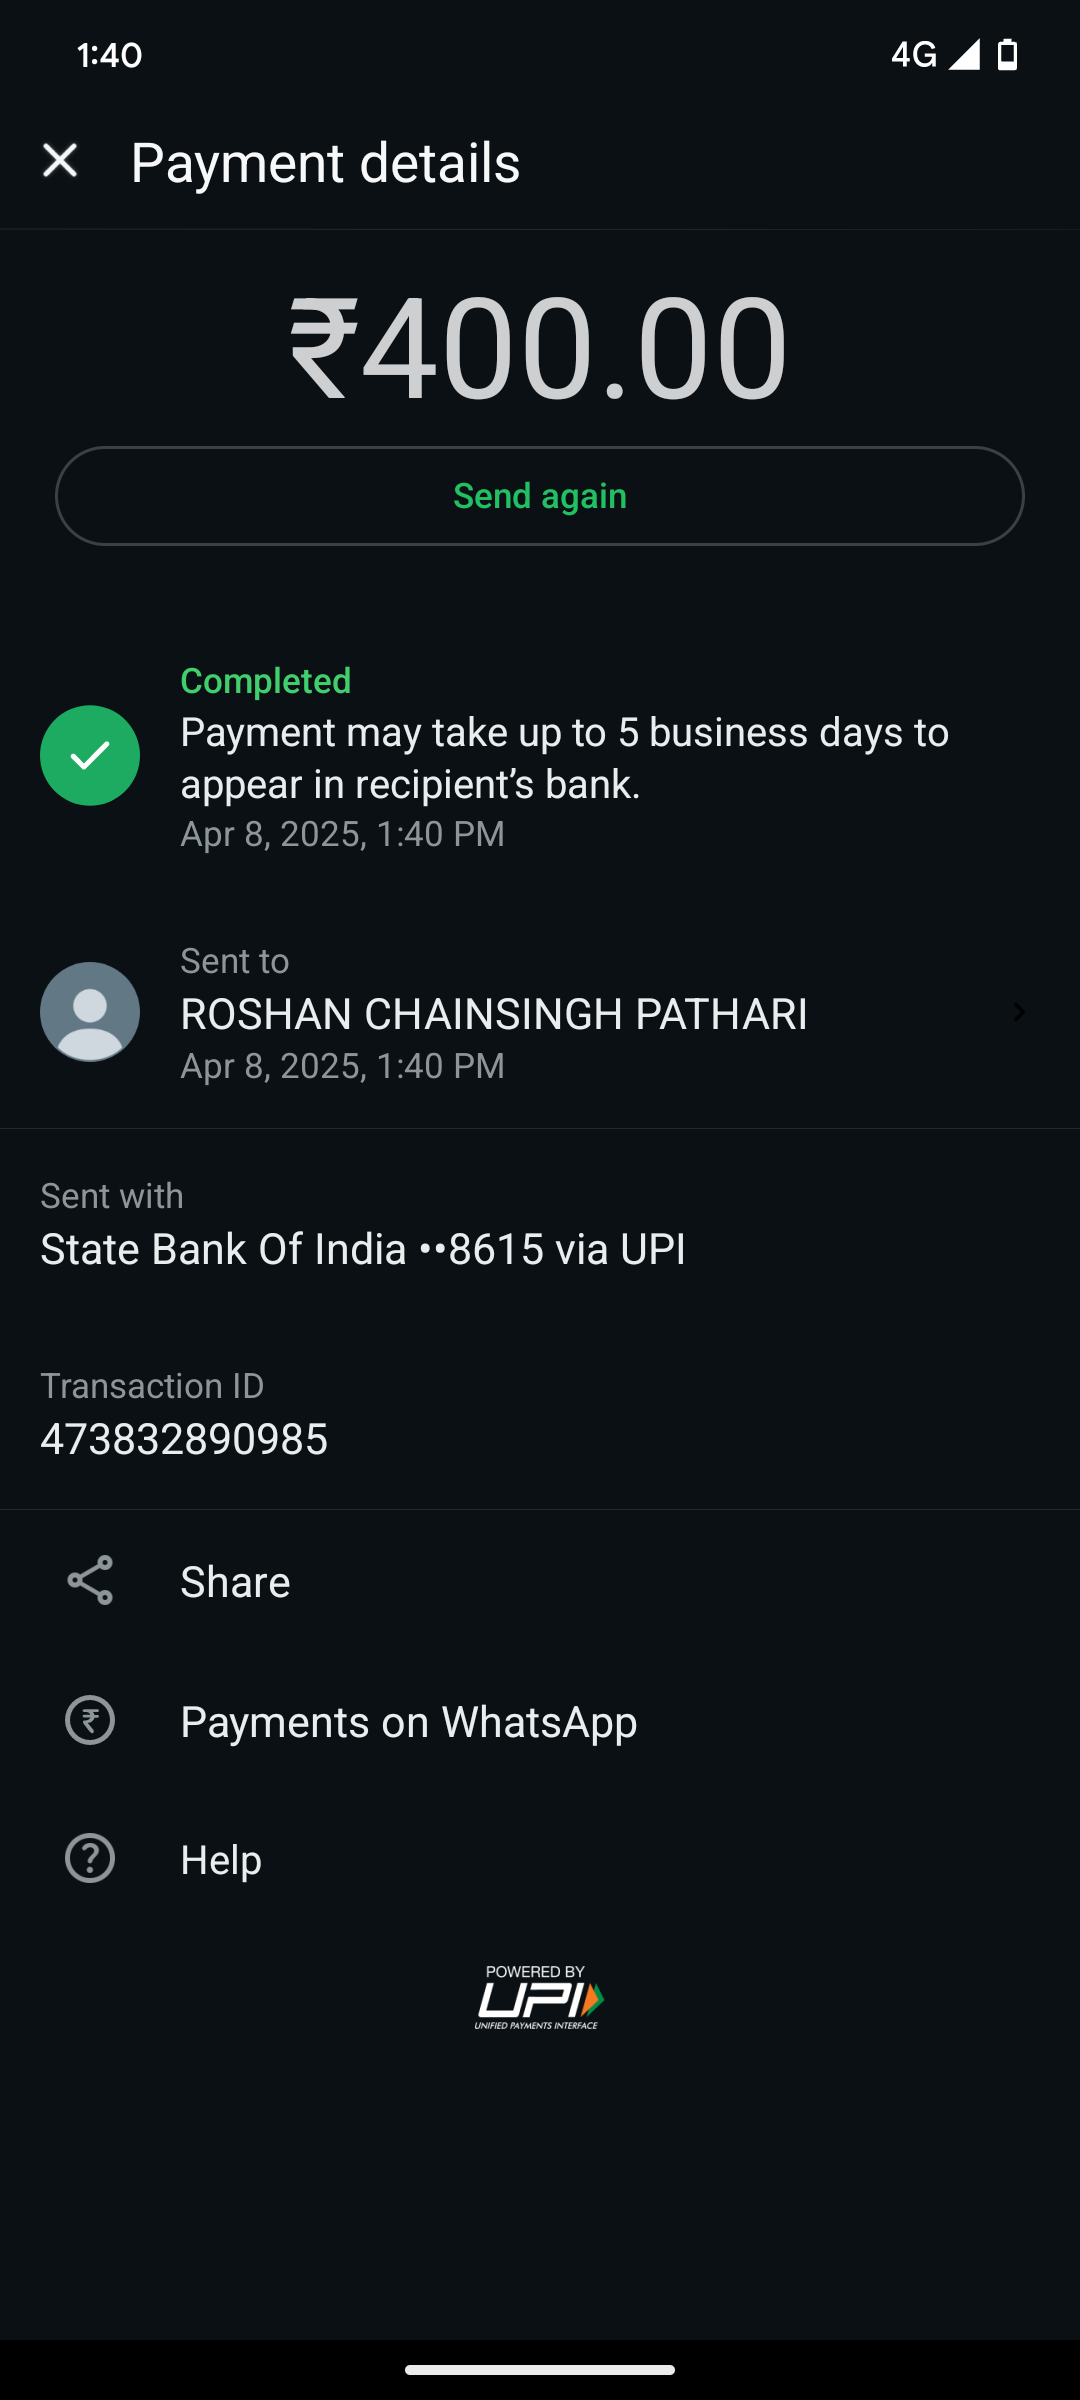 1:40
4G
Payment details
₹400.00
Send again
Completed
Payment may take up to 5 business days to
appear in recipient’s bank.
Apr 8, 2025, 1:40 PM
Sent to
ROSHAN CHAINSINGH PATHARI
Apr 8, 2025, 1:40 PM
Sent with
State Bank Of India ••8615 via UPI
Transaction ID
473832890985
Share
Payments on WhatsApp
Help
POWERED BY
UPI
UNIFIED PAYMENTS INTERFACE